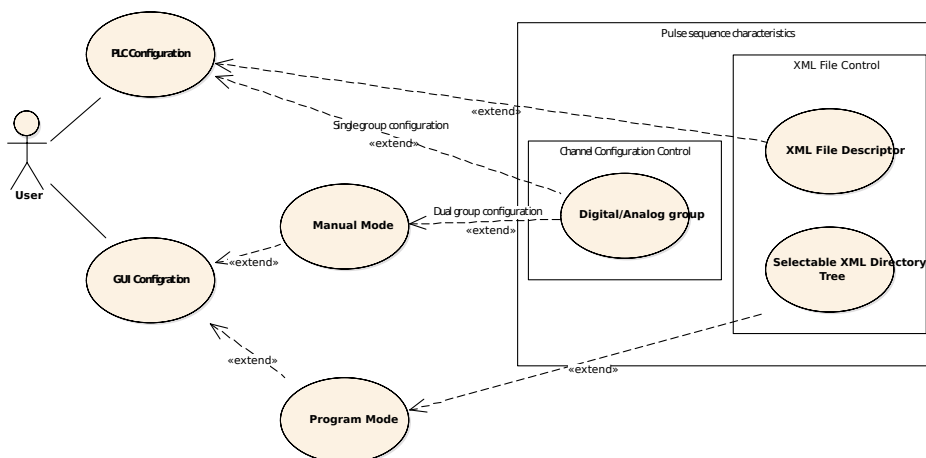 Pulse sequence characteristics
PLC Configuration
XML File Control
«extend»
Single group configuration
«extend»
Channel Configuration Control
XML File Descriptor
User
Manual Mode
Dual group configuration
«extend»
Digital/Analog group
«extend»
GUI Configration
Selectable XML Directory
Tree
«extend»
«extend»
Program Mode